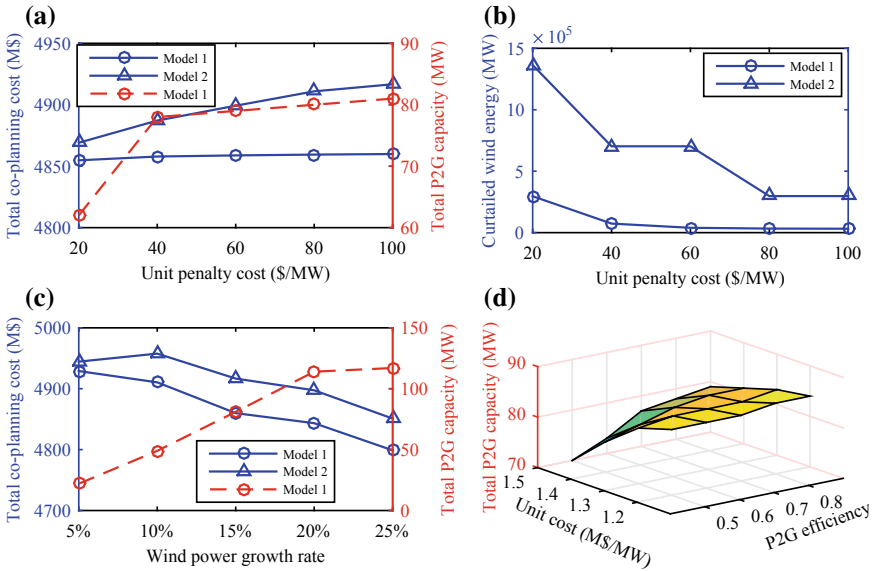 (a)
Total co-planning cost (M$)
4950
4900
4850
4800
Model 1
Model 2
Model 1
90
80
70
60
Total P2G capacity (MW)
20 40 60 80 100
Unit penalty cost ($/MW)
(b)
Curtailed wind energy (MW)
15 × 10^5
10
5
0
Model 1
Model 2
20 40 60 80 100
Unit penalty cost ($/MW)
(c)
Total co-planning cost (M$)
5000
4900
4800
4700
Model 1
Model 2
Model 1
150
100
50
0
Total P2G capacity (MW)
5% 10% 15% 20% 25%
Wind power growth rate
(d)
Total P2G capacity (MW)
90
80
70
1.5 1.4 1.3 1.2
Unit cost (M$/MW)
0.5 0.6 0.7 0.8
P2G efficiency